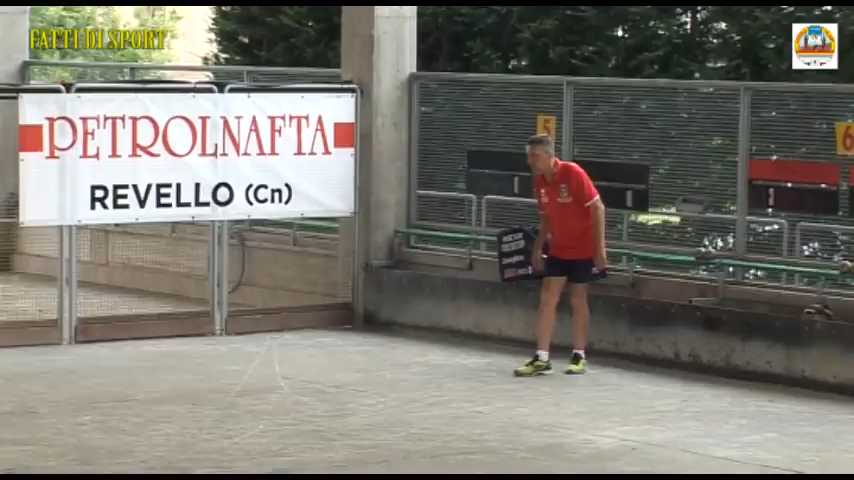 FATTI DI SPORT
PETROLNAFTA
REVELLO (Cn)
5
6